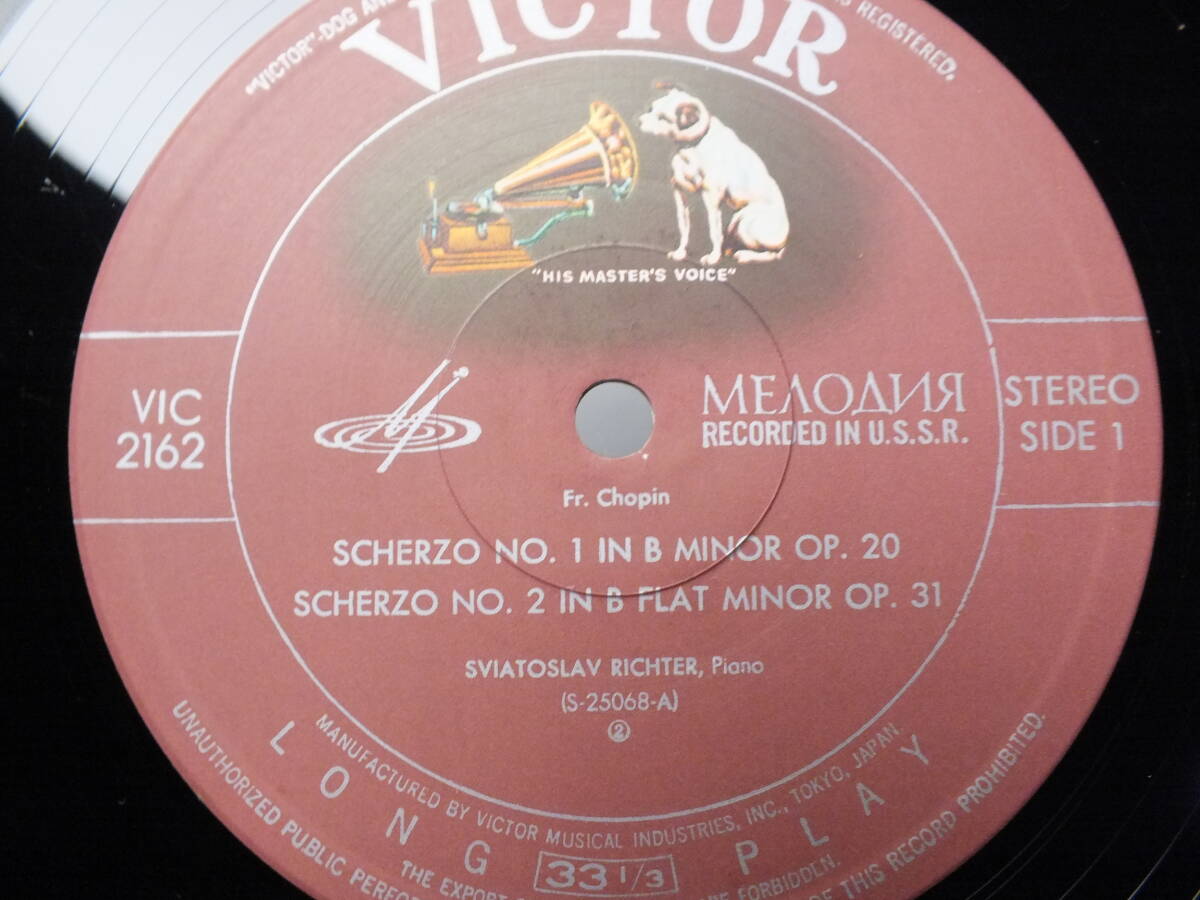 "VICTOR"-DOG AND
REGISTERED.
VICTOR
"HIS MASTER'S VOICE"
VIC
2162
МЕЛОДИЯ
RECORDED IN U.S.S.R.
STEREO
SIDE 1
Fr. Chopin
SCHERZO NO. 1 IN B MINOR OP. 20
SCHERZO NO. 2 IN B FLAT MINOR OP. 31
SVIATOSLAV RICHTER, Piano
(S-25068-A)
②
LONG PLAY
33 1/3
MANUFACTURED BY VICTOR MUSICAL INDUSTRIES, INC., TOKYO, JAPAN.
THE EXPORT
FORBIDDEN.
UNAUTHORIZED PUBLIC
OF THIS RECORD PROHIBITED.